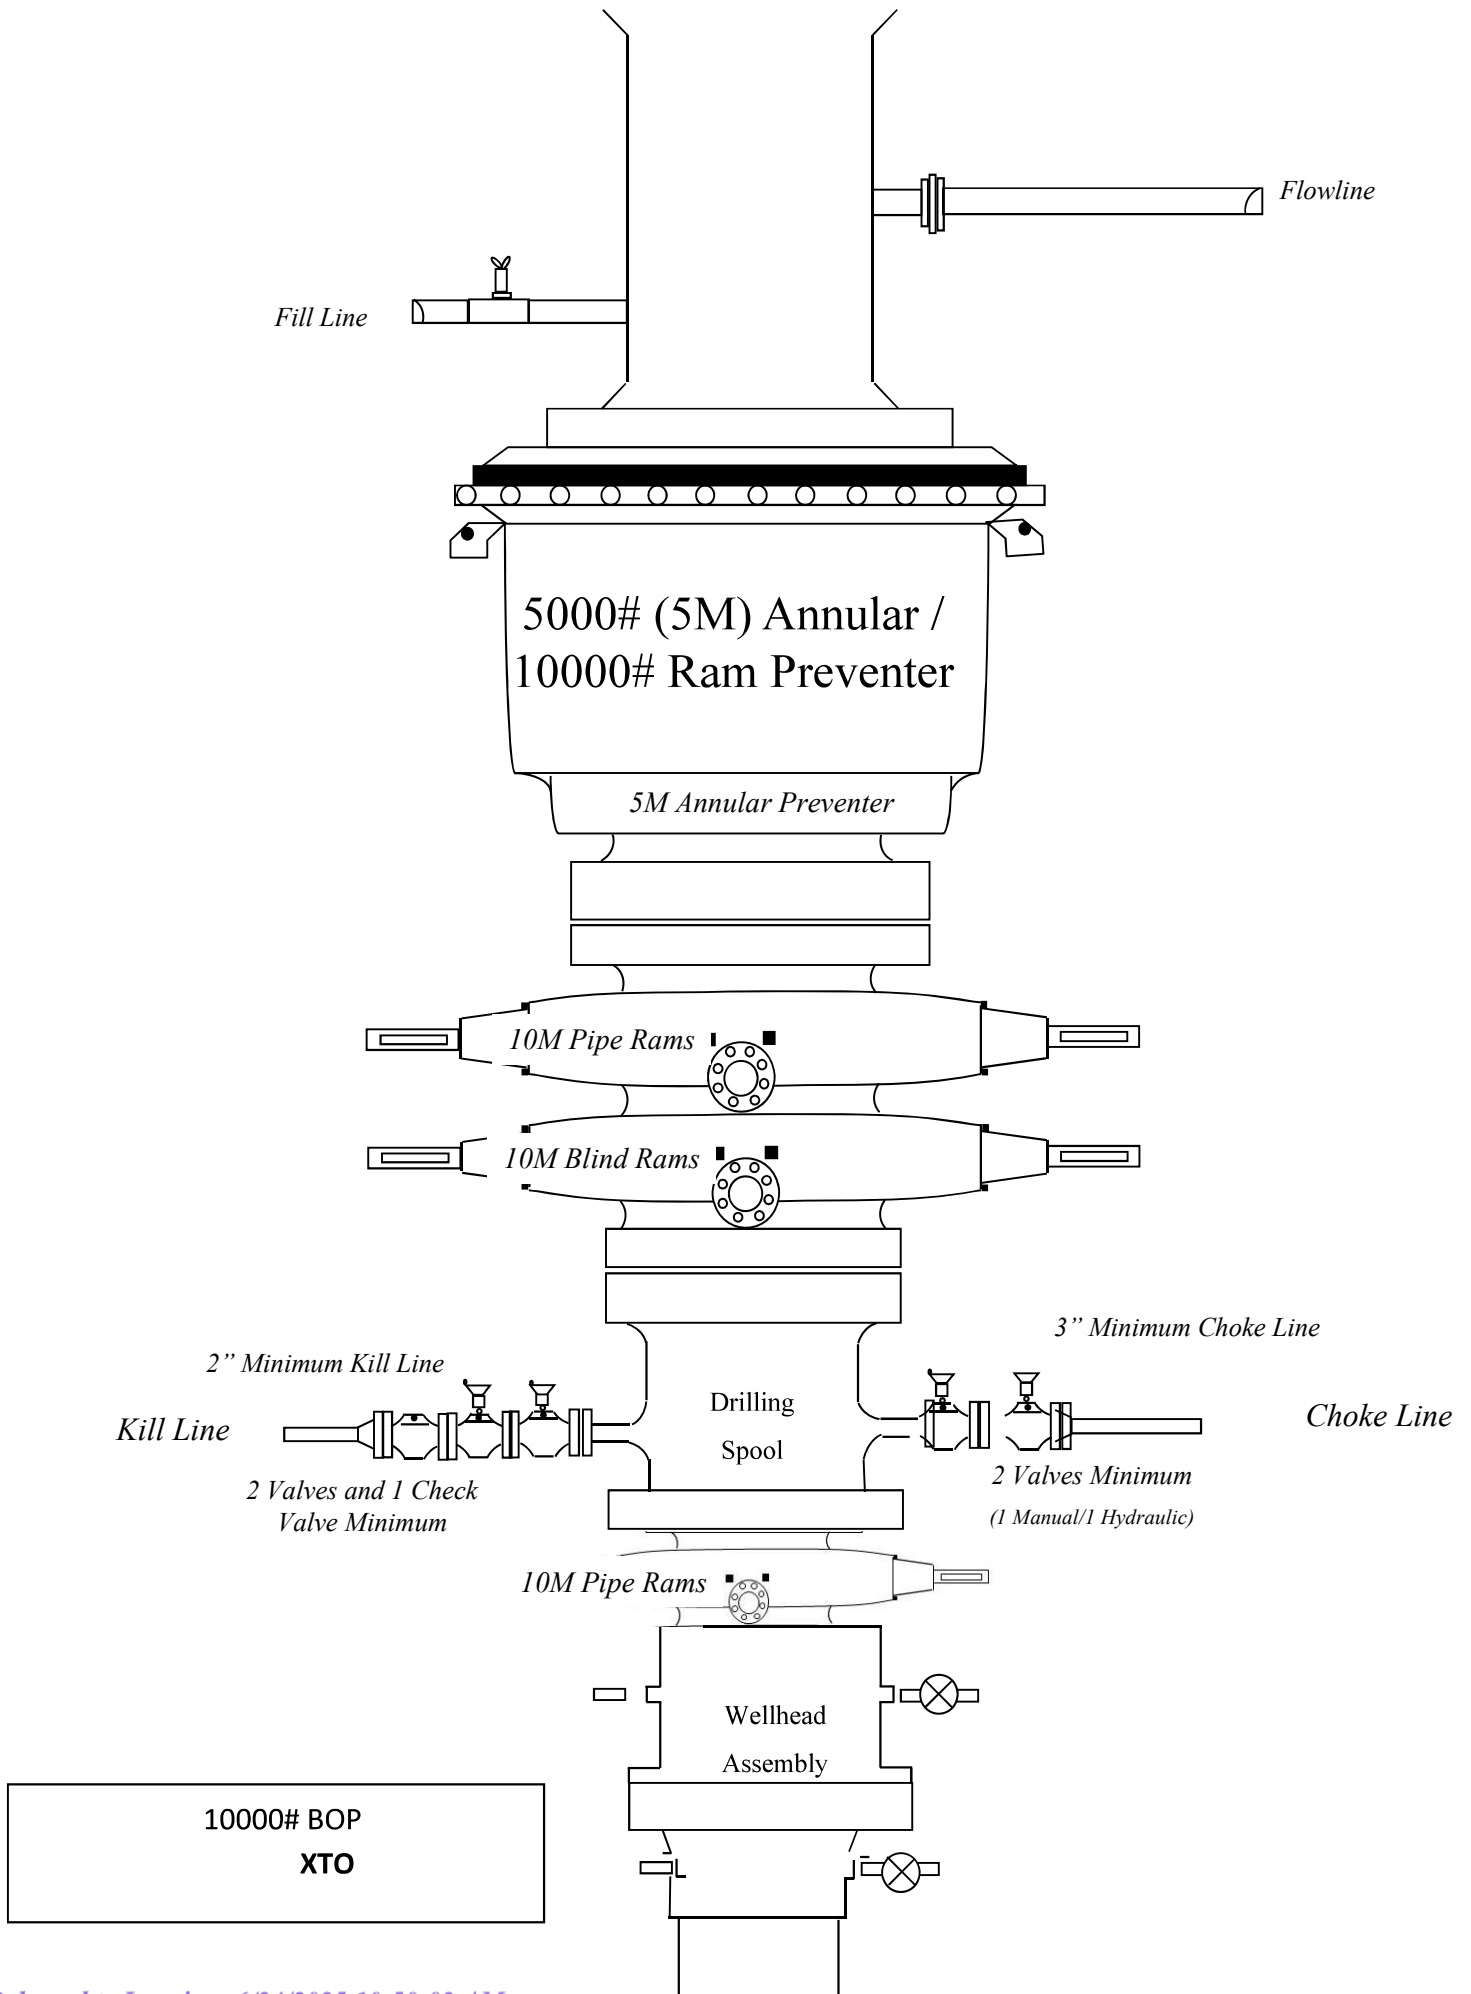 Flowline
Fill Line
5000# (5M) Annular /
10000# Ram Preventer
5M Annular Preventer
10M Pipe Rams
10M Blind Rams
3” Minimum Choke Line
2” Minimum Kill Line
Drilling
Spool
Kill Line
Choke Line
2 Valves and 1 Check
Valve Minimum
2 Valves Minimum
(1 Manual/1 Hydraulic)
10M Pipe Rams
Wellhead
Assembly
10000# BOP
XTO